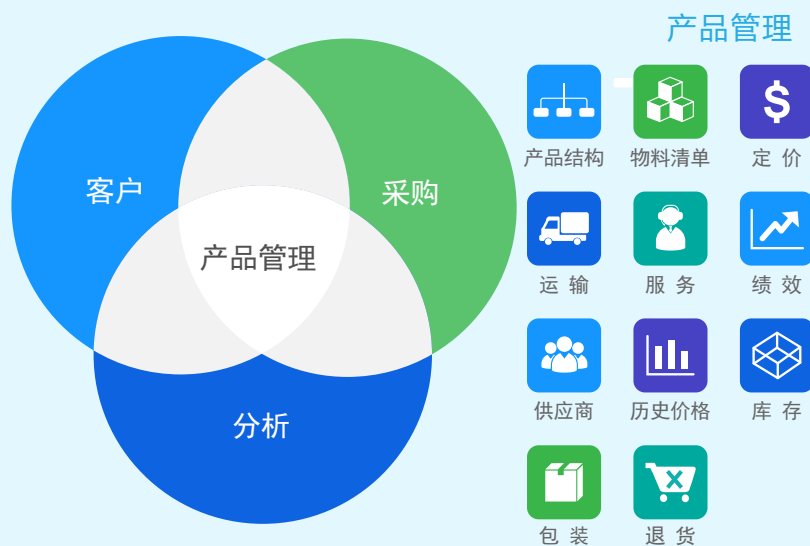 产品管理
客户
采购
产品管理
分析
产品结构
物料清单
定价
运输
服务
绩效
供应商
历史价格
库存
包装
退货